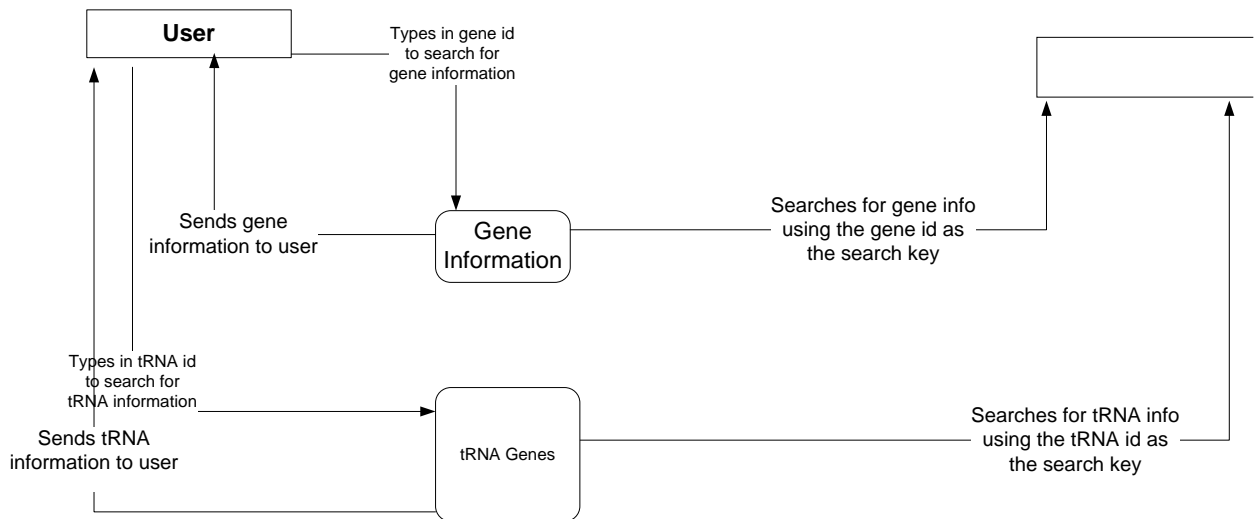 User
Types in gene id
to search for
gene information
Sends gene
information to user
Gene
Information
Searches for gene info
using the gene id as
the search key
Types in tRNA id
to search for
tRNA information
Sends tRNA
information to user
tRNA Genes
Searches for tRNA info
using the tRNA id as
the search key